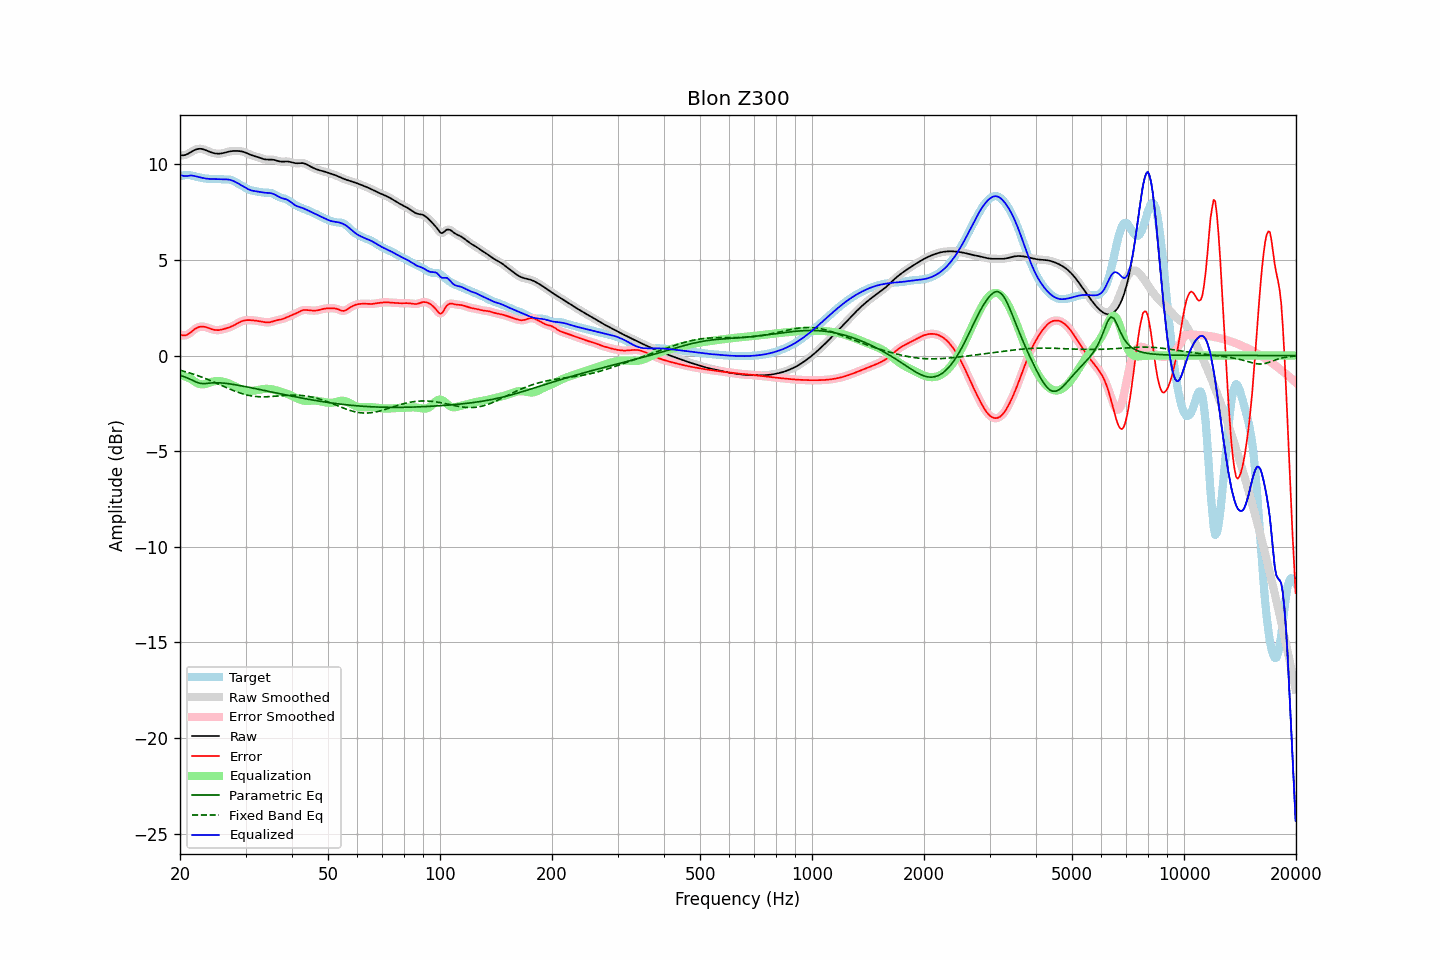 Blon Z300
10
5
0
−5
−10
−15
−20
−25
Amplitude (dBr)
Target
Raw Smoothed
Error Smoothed
Raw
Error
Equalization
Parametric Eq
Fixed Band Eq
Equalized
20 50 100 200 500 1000 2000 5000 10000 20000
Frequency (Hz)